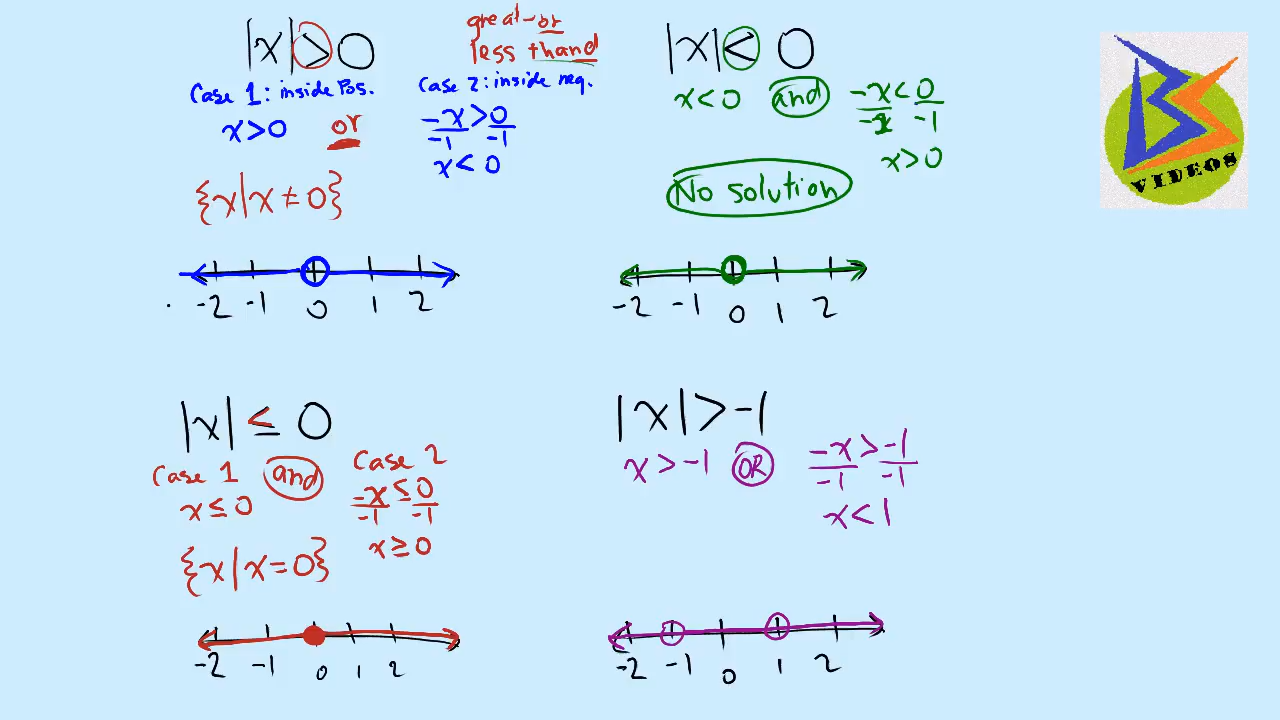 great-or
less thand
|x| > 0
Case 1: inside Pos.
x > 0 or
Case 2: inside neg.
-x > 0
-1 -1
x < 0
{x|x ≠ 0}
-2 -1 0 1 2
|x| < 0
x < 0 and -x < 0
-1 -1
x > 0
No solution
-2 -1 0 1 2
BS
VIDEOS
|x| ≤ 0
Case 1 and Case 2
x ≤ 0
-x ≤ 0
-1 -1
x ≥ 0
{x|x = 0}
-2 -1 0 1 2
|x| > -1
x > -1 OR -x > -1
-1 -1
x < 1
-2 -1 0 1 2